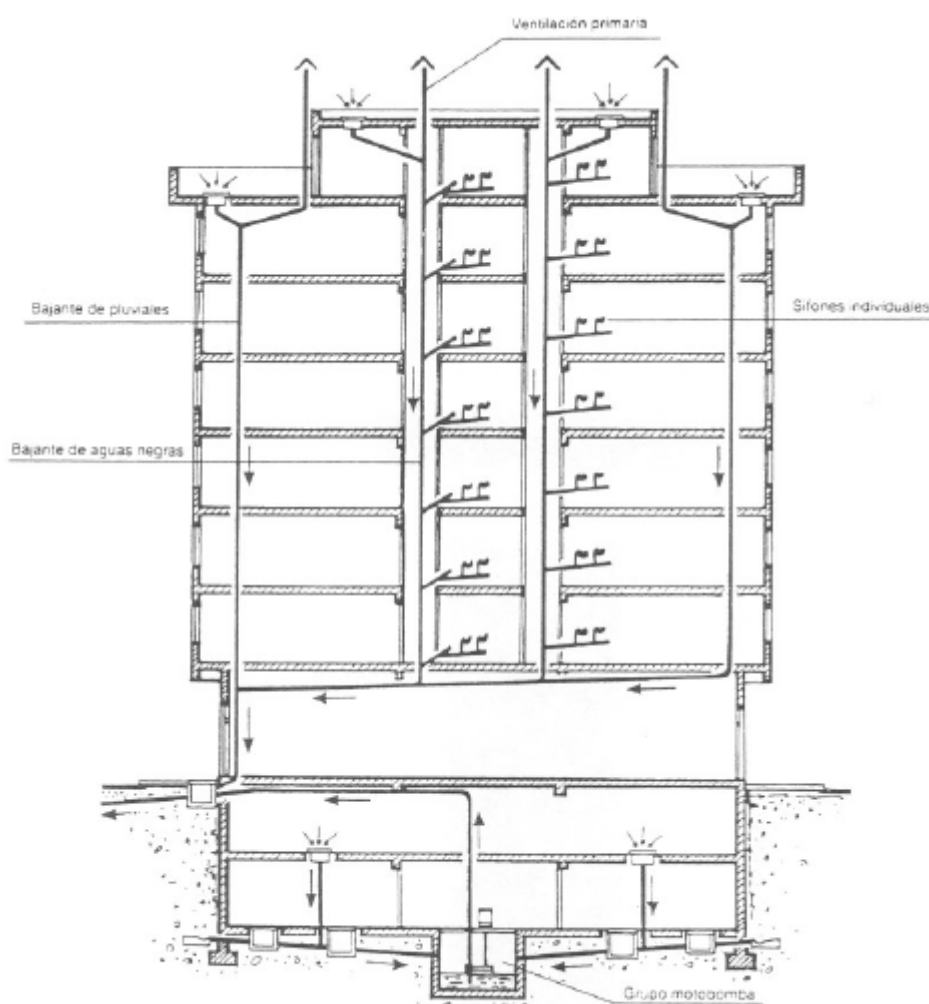 Ventilación primaria
Bajante de pluviales
Sifones individuales
Bajante de aguas negras
Grupo motobomba